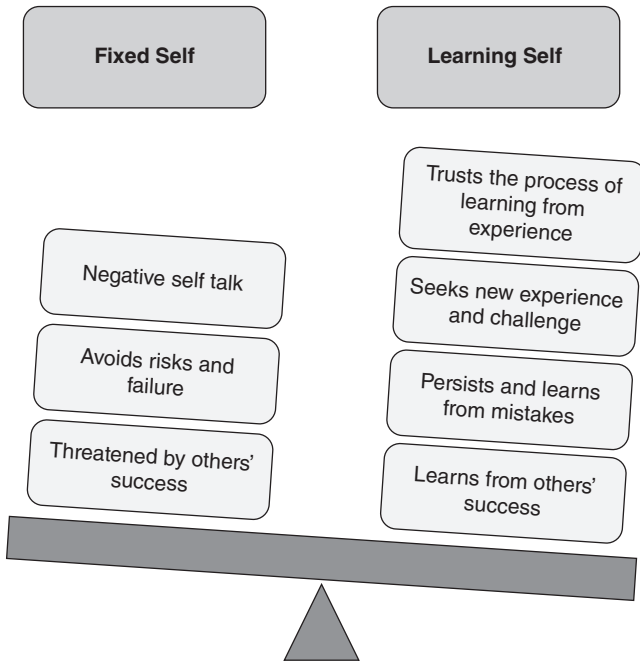 Fixed Self
Learning Self
Negative self talk
Avoids risks and
failure
Threatened by others'
success
Trusts the process of
learning from
experience
Seeks new experience
and challenge
Persists and learns
from mistakes
Learns from others'
success